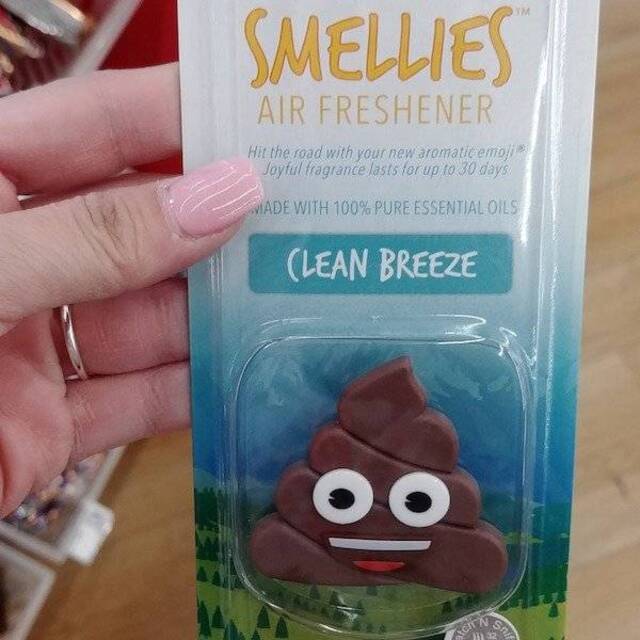 SMELLIES™
AIR FRESHENER
Hit the road with your new aromatic emoji®
Joyful fragrance lasts for up to 30 days
MADE WITH 100% PURE ESSENTIAL OILS
CLEAN BREEZE